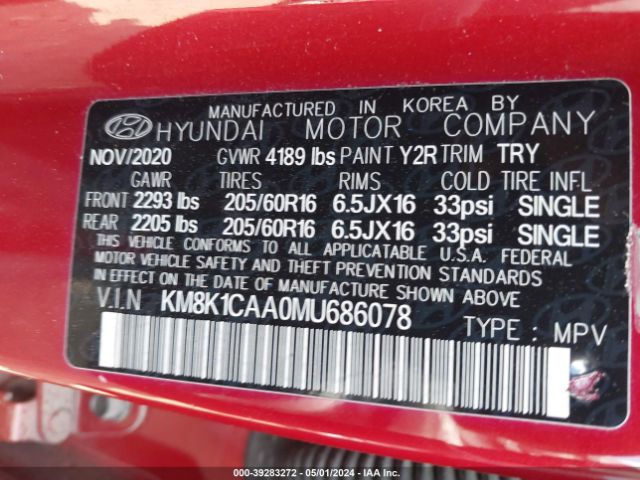 MANUFACTURED IN KOREA BY
HYUNDAI MOTOR COMPANY
NOV/2020 GVWR 4189 lbs PAINT Y2R TRIM TRY
GAWR TIRES RIMS COLD TIRE INFL
FRONT 2293 lbs 205/60R16 6.5JX16 33psi SINGLE
REAR 2205 lbs 205/60R16 6.5JX16 33psi SINGLE
THIS VEHICLE CONFORMS TO ALL APPLICABLE U.S.A. FEDERAL
MOTOR VEHICLE SAFETY AND THEFT PREVENTION STANDARDS
IN EFFECT ON THE DATE OF MANUFACTURE SHOWN ABOVE
V.I.N KM8K1CAA0MU686078 TYPE : MPV
000-39283272 - 05/01/2024 - IAA Inc.